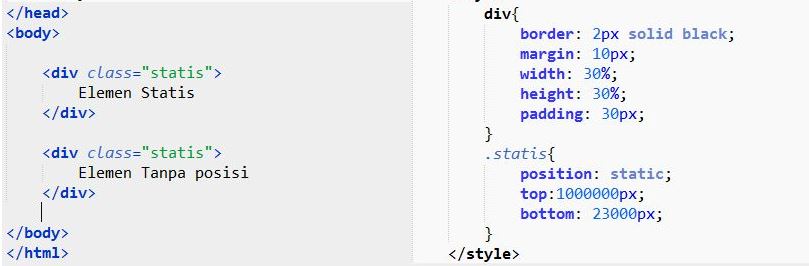 </head>
<body>
<div class="statis">
Elemen Statis
</div>
<div class="statis">
Elemen Tanpa posisi
</div>
</body>
</html>
div{
border: 2px solid black;
margin: 10px;
width: 30%;
height: 30%;
padding: 30px;
}
.statis{
position: static;
top:1000000px;
bottom: 23000px;
}
</style>